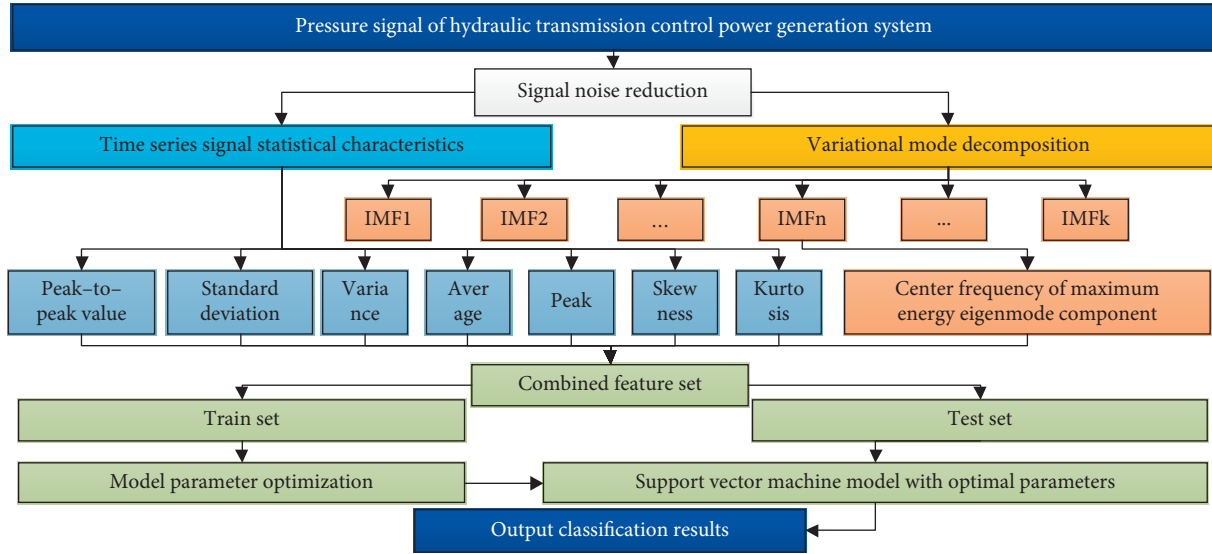 Pressure signal of hydraulic transmission control power generation system
Signal noise reduction
Time series signal statistical characteristics
Variational mode decomposition
IMF1
IMF2
...
IMFn
...
IMFk
Peak–to–
peak value
Standard
deviation
Varia
nce
Aver
age
Peak
Skew
ness
Kurto
sis
Center frequency of maximum
energy eigenmode component
Combined feature set
Train set
Test set
Model parameter optimization
Support vector machine model with optimal parameters
Output classification results